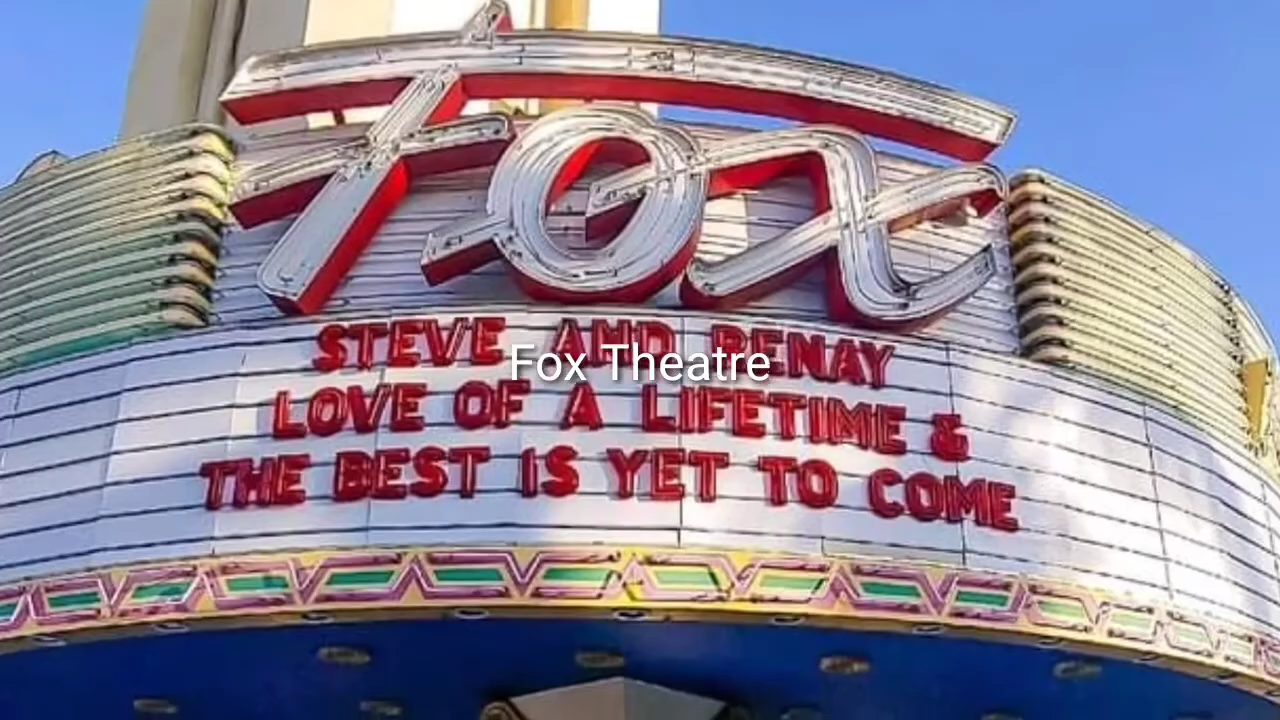 Fox
STEVE AND RENAY
Fox Theatre
LOVE OF A LIFETIME &
THE BEST IS YET TO COME